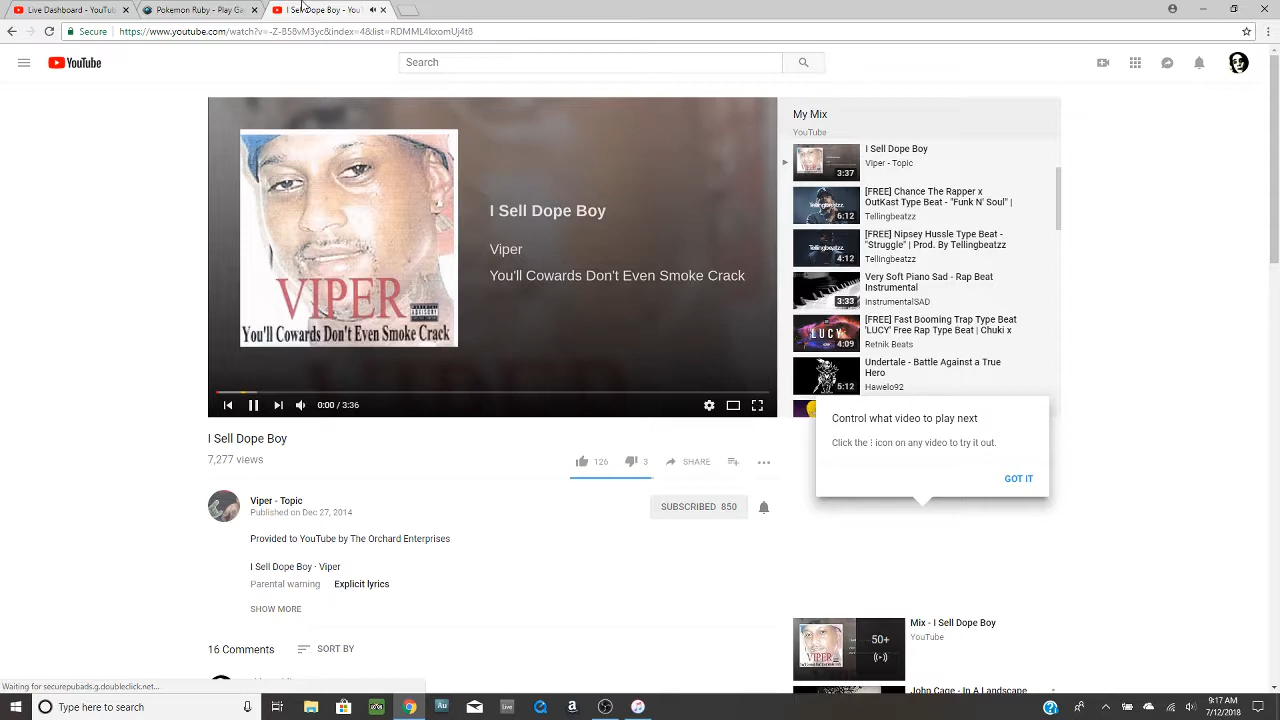 Live Dashboard - YouTub
Pokemon Ruby - Play Ga
I Sell Dope Boy - You
Secure
https://www.youtube.com/watch?v=-Z-B58vM3yc&index=4&list=RDMML4kxomUj4t8
YouTube
Search
VIPER
PARENTAL
ADVISORY
You'll Cowards Don't Even Smoke Crack
I Sell Dope Boy
Viper
You'll Cowards Don't Even Smoke Crack
0:00 / 3:36
My Mix
YouTube
I Sell Dope Boy
Viper - Topic
3:37
[FREE] Chance The Rapper x
OutKast Type Beat - "Funk N' Soul" |
Tellingbeatzz
Tellingbeatzz
6:12
[FREE] Nipsey Hussle Type Beat -
"Struggle" | Prod. By Tellingbeatzz
Tellingbeatzz
Tellingbeatzz
4:12
Very Soft Piano Sad - Rap Beat
Instrumental
InstrumentalSAD
3:33
[FREE] Fast Booming Trap Type Beat
'LUCY' Free Rap Type Beat | Chuki x
Retnik Beats
LUCY
4:09
Undertale - Battle Against a True
Hero
Hawelo92
5:12
Control what video to play next
Click the ⋮ icon on any video to try it out.
GOT IT
I Sell Dope Boy
7,277 views
126
3
SHARE
Viper - Topic
Published on Dec 27, 2014
SUBSCRIBED 850
Provided to YouTube by The Orchard Enterprises
I Sell Dope Boy · Viper
Parental warning
Explicit lyrics
SHOW MORE
16 Comments
SORT BY
VIPER
50+
Mix - I Sell Dope Boy
YouTube
John Cage - In A Landscape
Waiting for securepubads.g.doubleclick.net...
Type here to search
Au
Live
a
9:17 AM
7/12/2018